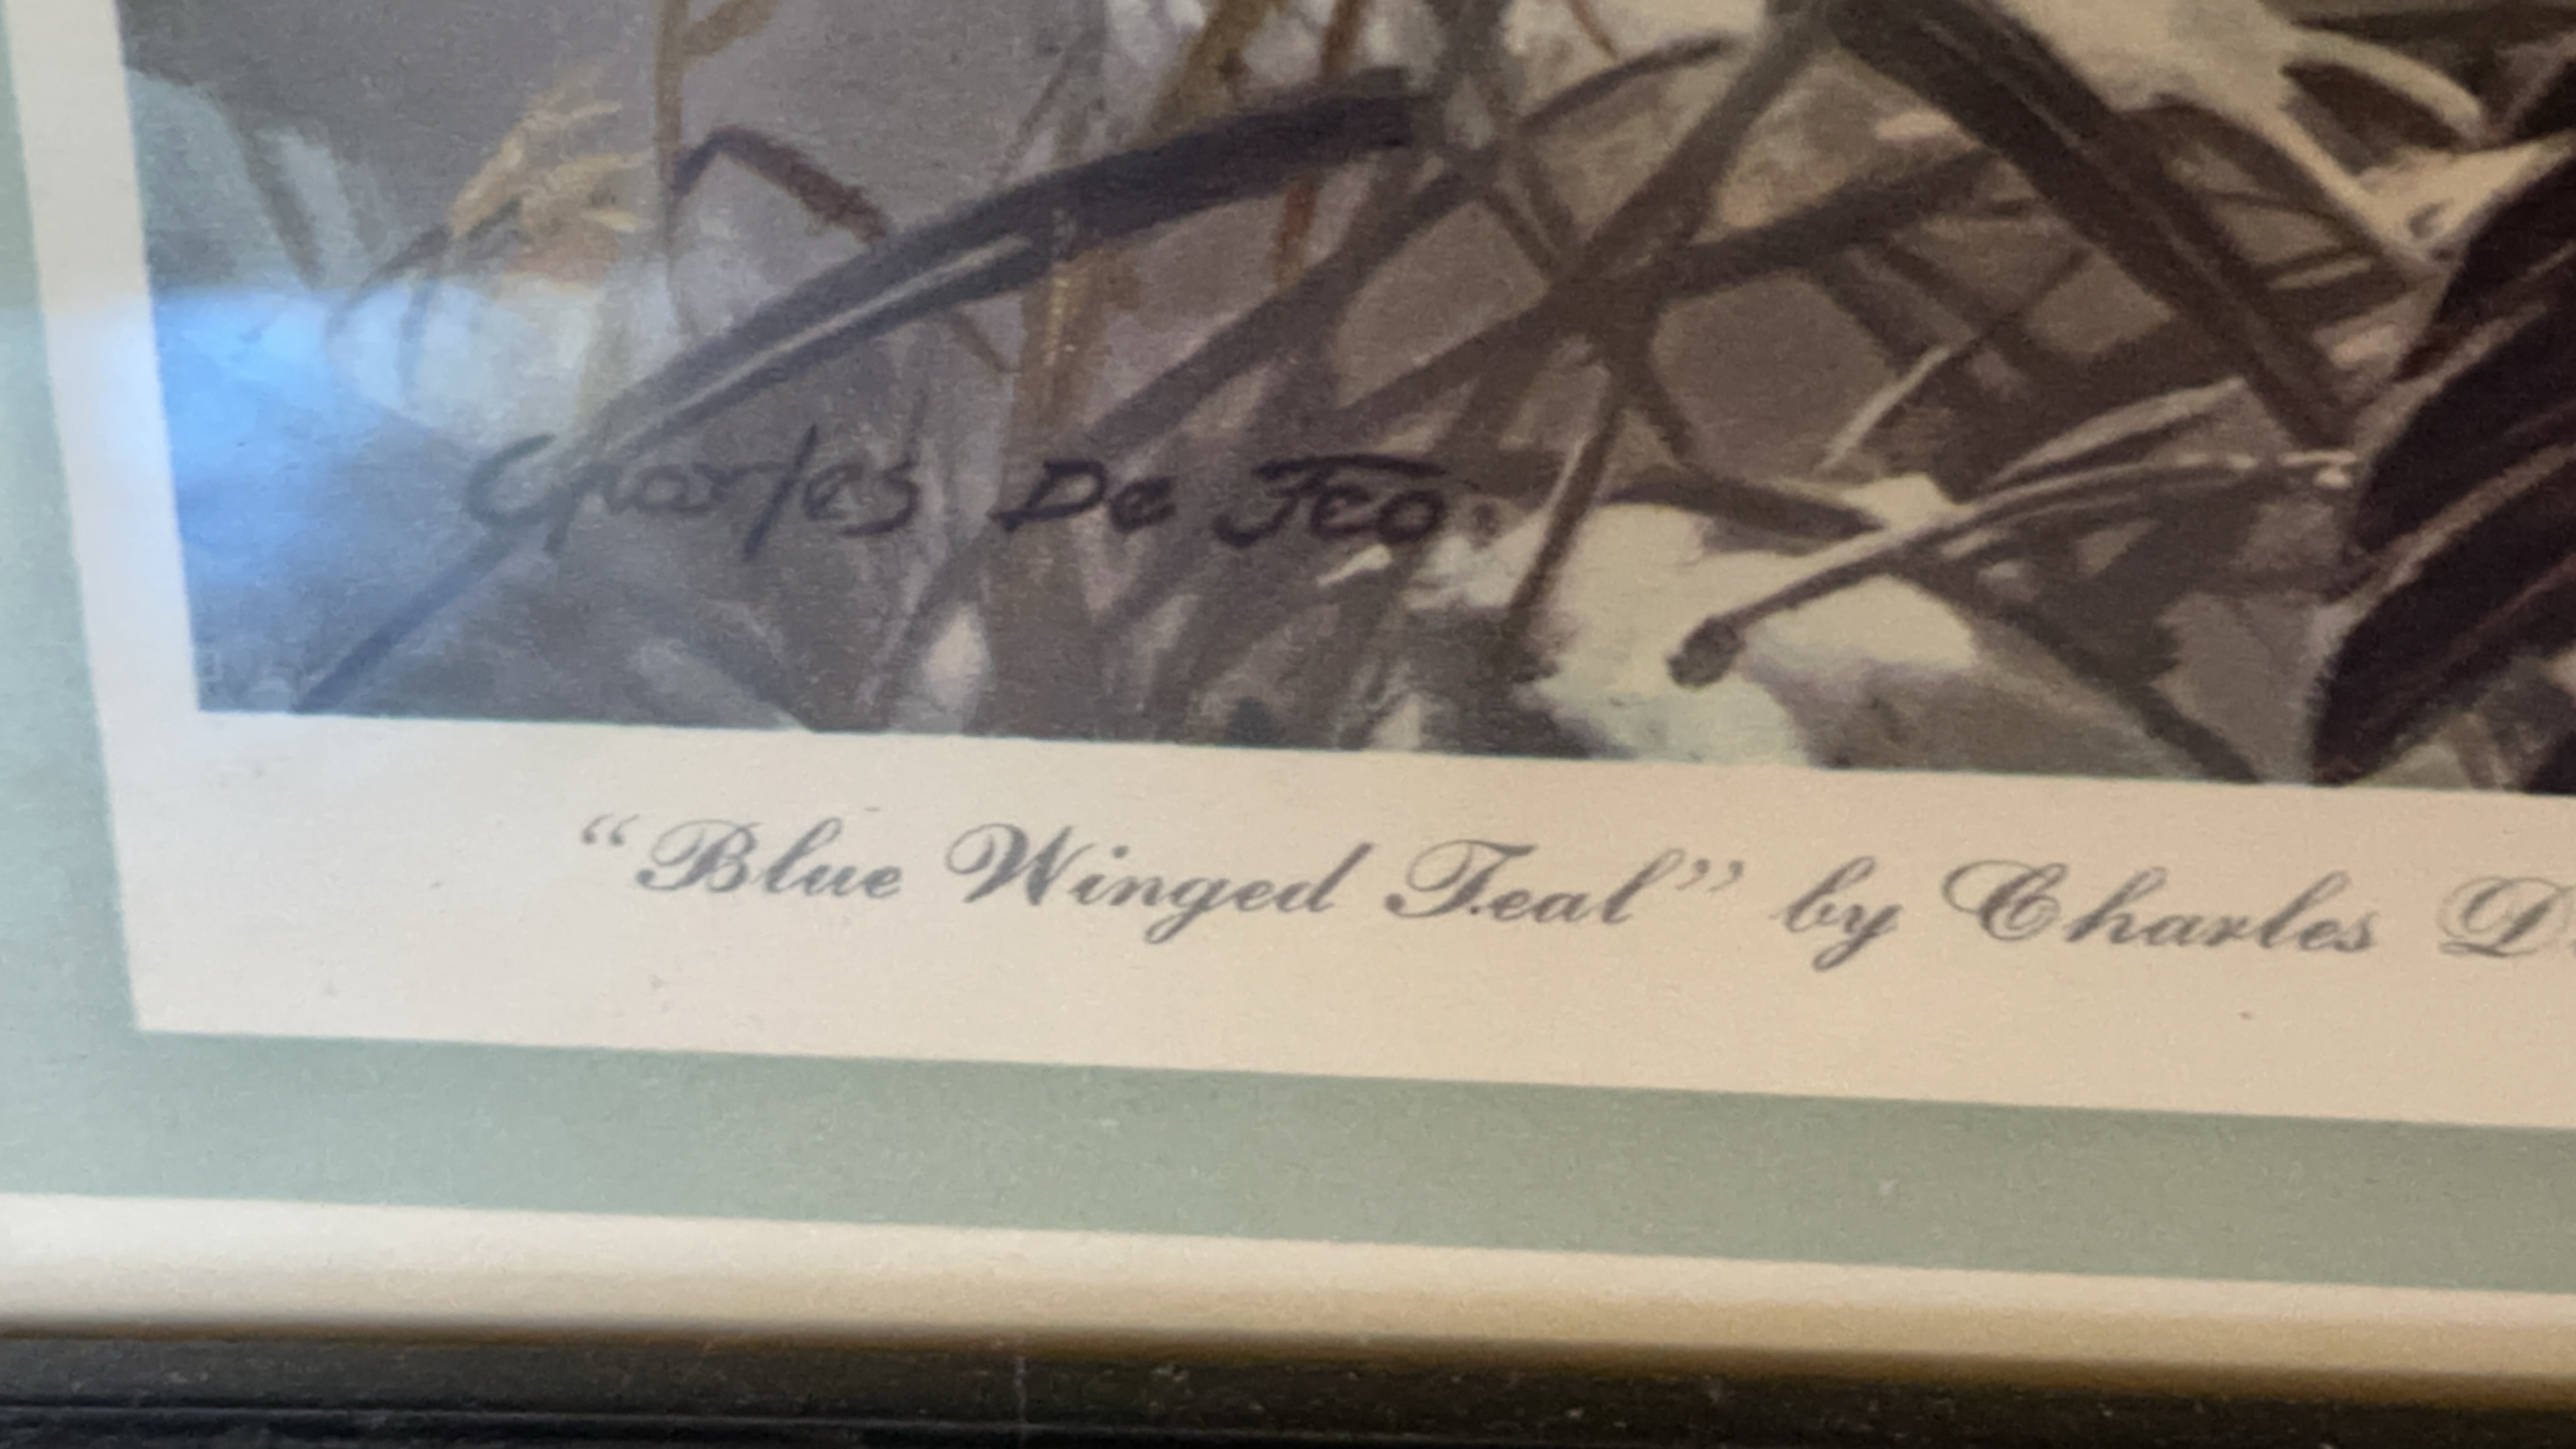 Charles De Feo
“Blue Winged Teal” by Charles D